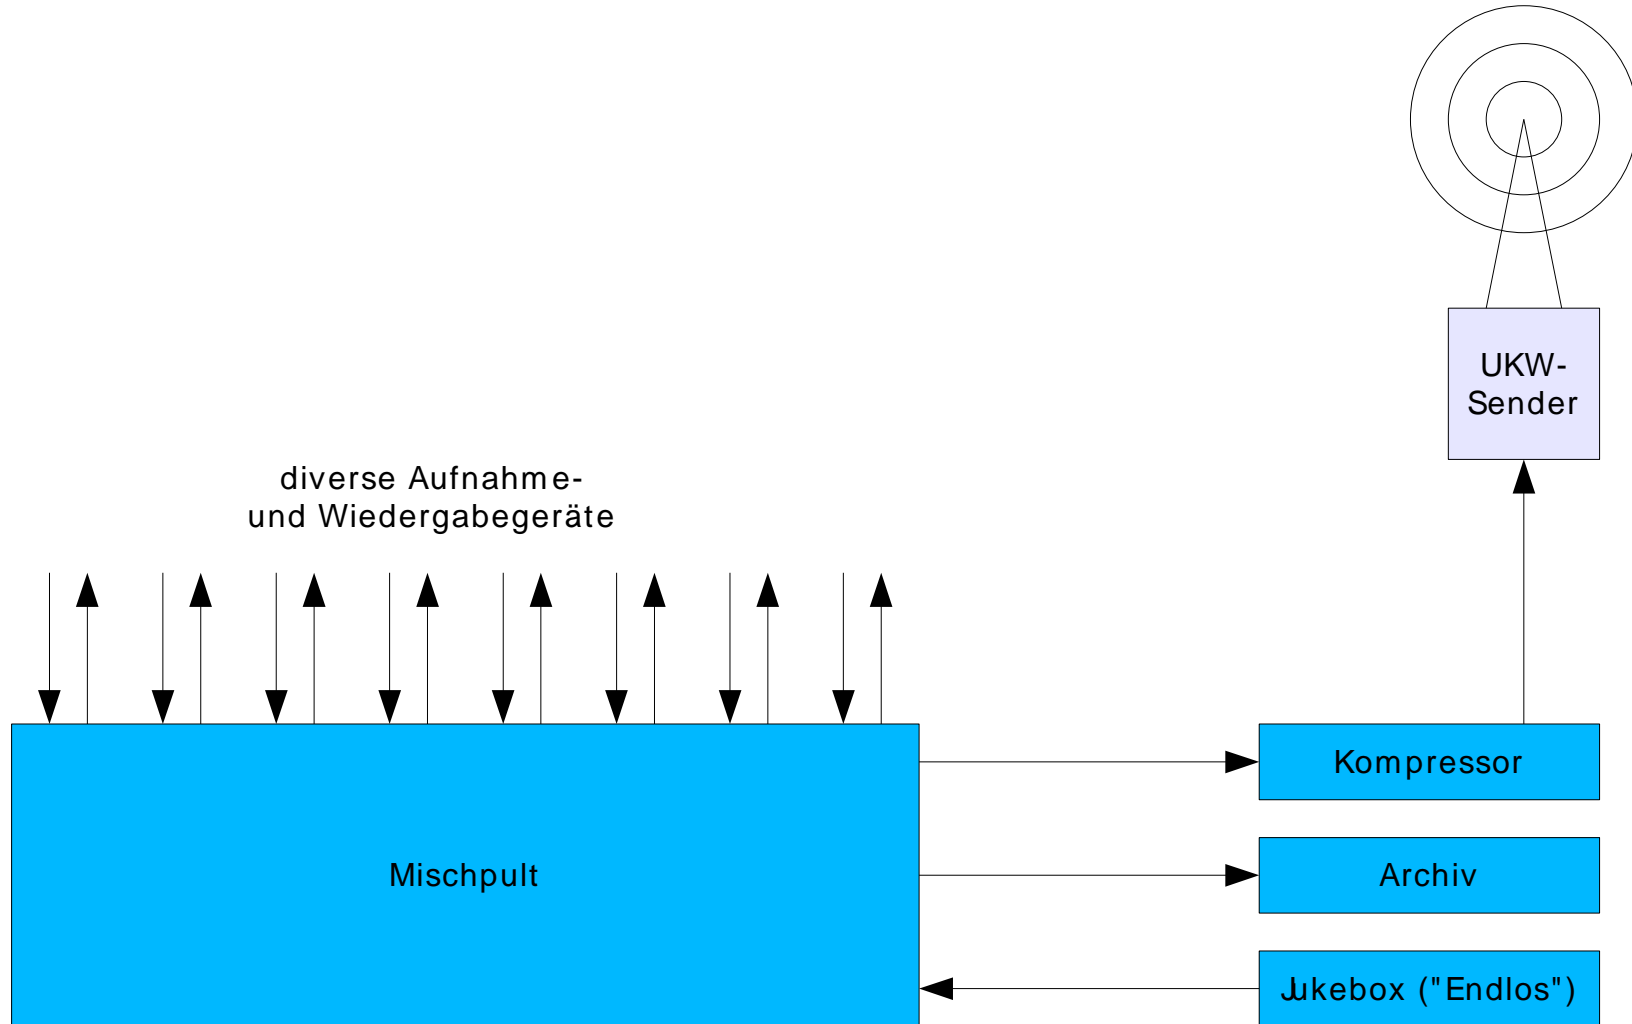 UKW-
Sender
diverse Aufnahme-
und Wiedergabegeräte
Kompressor
Mischpult
Archiv
Jukebox ("Endlos")